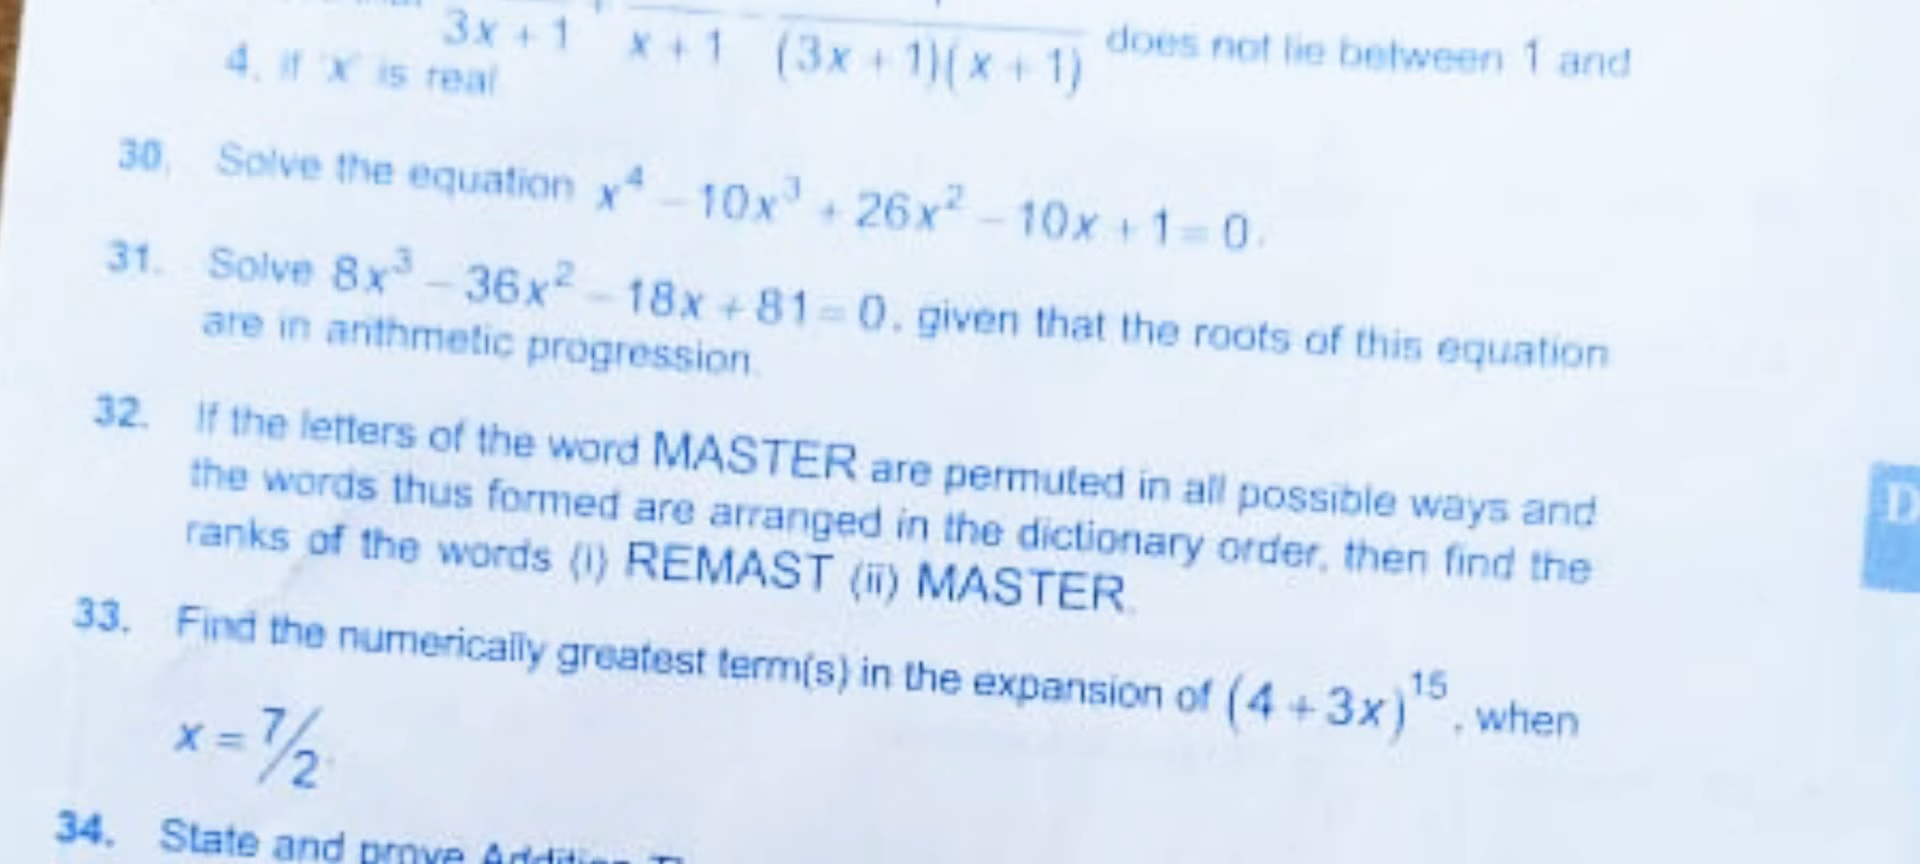 3x + 1 x + 1 (3x + 1)(x + 1) does not lie between 1 and
4, if 'x' is real
30. Solve the equation x⁴ − 10x³ + 26x² − 10x + 1 = 0.
31. Solve 8x³ − 36x² − 18x + 81 = 0, given that the roots of this equation
are in arithmetic progression.
32. If the letters of the word MASTER are permuted in all possible ways and
the words thus formed are arranged in the dictionary order, then find the
ranks of the words (i) REMAST (ii) MASTER.
33. Find the numerically greatest term(s) in the expansion of (4 + 3x)¹⁵, when
x = 7/2
34. State and prove Addition
D